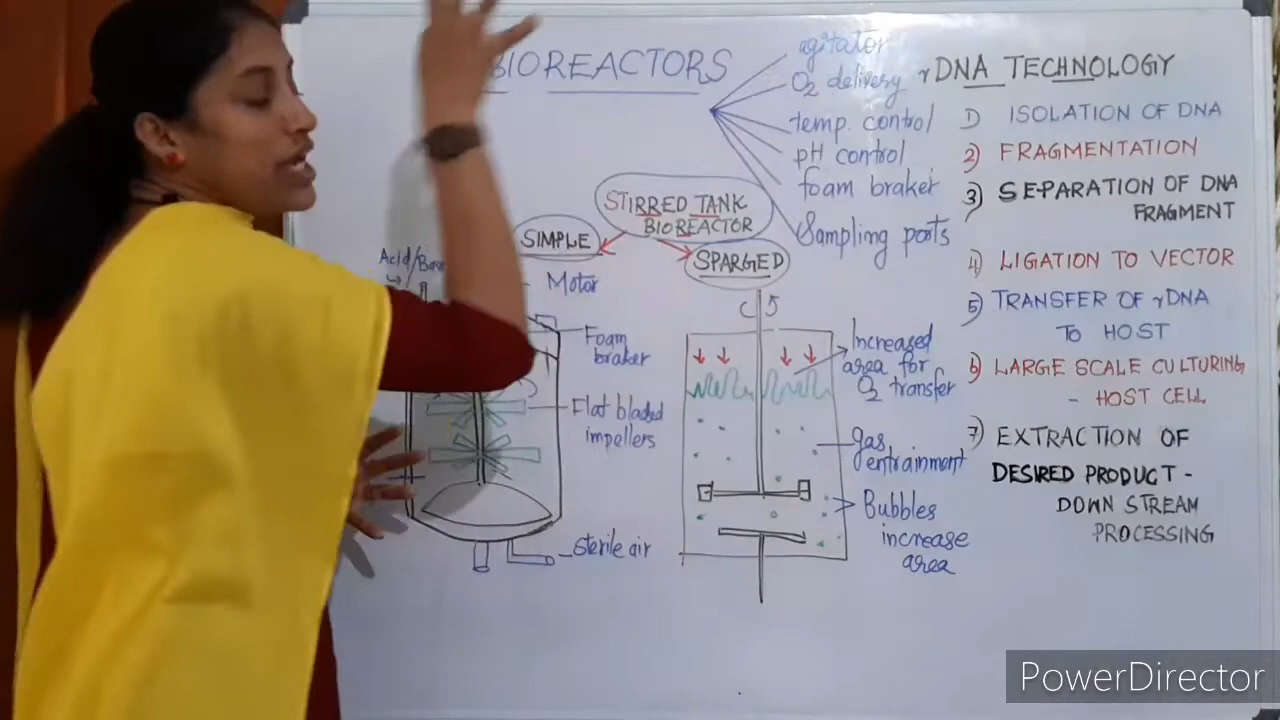 BIOREACTORS
agitator
O2 delivery
temp. control
pH control
foam braker
Sampling ports
STIRRED TANK
BIOREACTOR
SIMPLE
SPARGED
Acid/Base
Motor
Foam
braker
Flat bladed
impellers
sterile air
Increased
area for
O2 transfer
gas
entrainment
Bubbles
increase
area
rDNA TECHNOLOGY
1) ISOLATION OF DNA
2) FRAGMENTATION
3) SEPARATION OF DNA
FRAGMENT
4) LIGATION TO VECTOR
5) TRANSFER OF rDNA
TO HOST
6) LARGE SCALE CULTURING
- HOST CELL
7) EXTRACTION OF
DESIRED PRODUCT -
DOWN STREAM
PROCESSING
PowerDirector